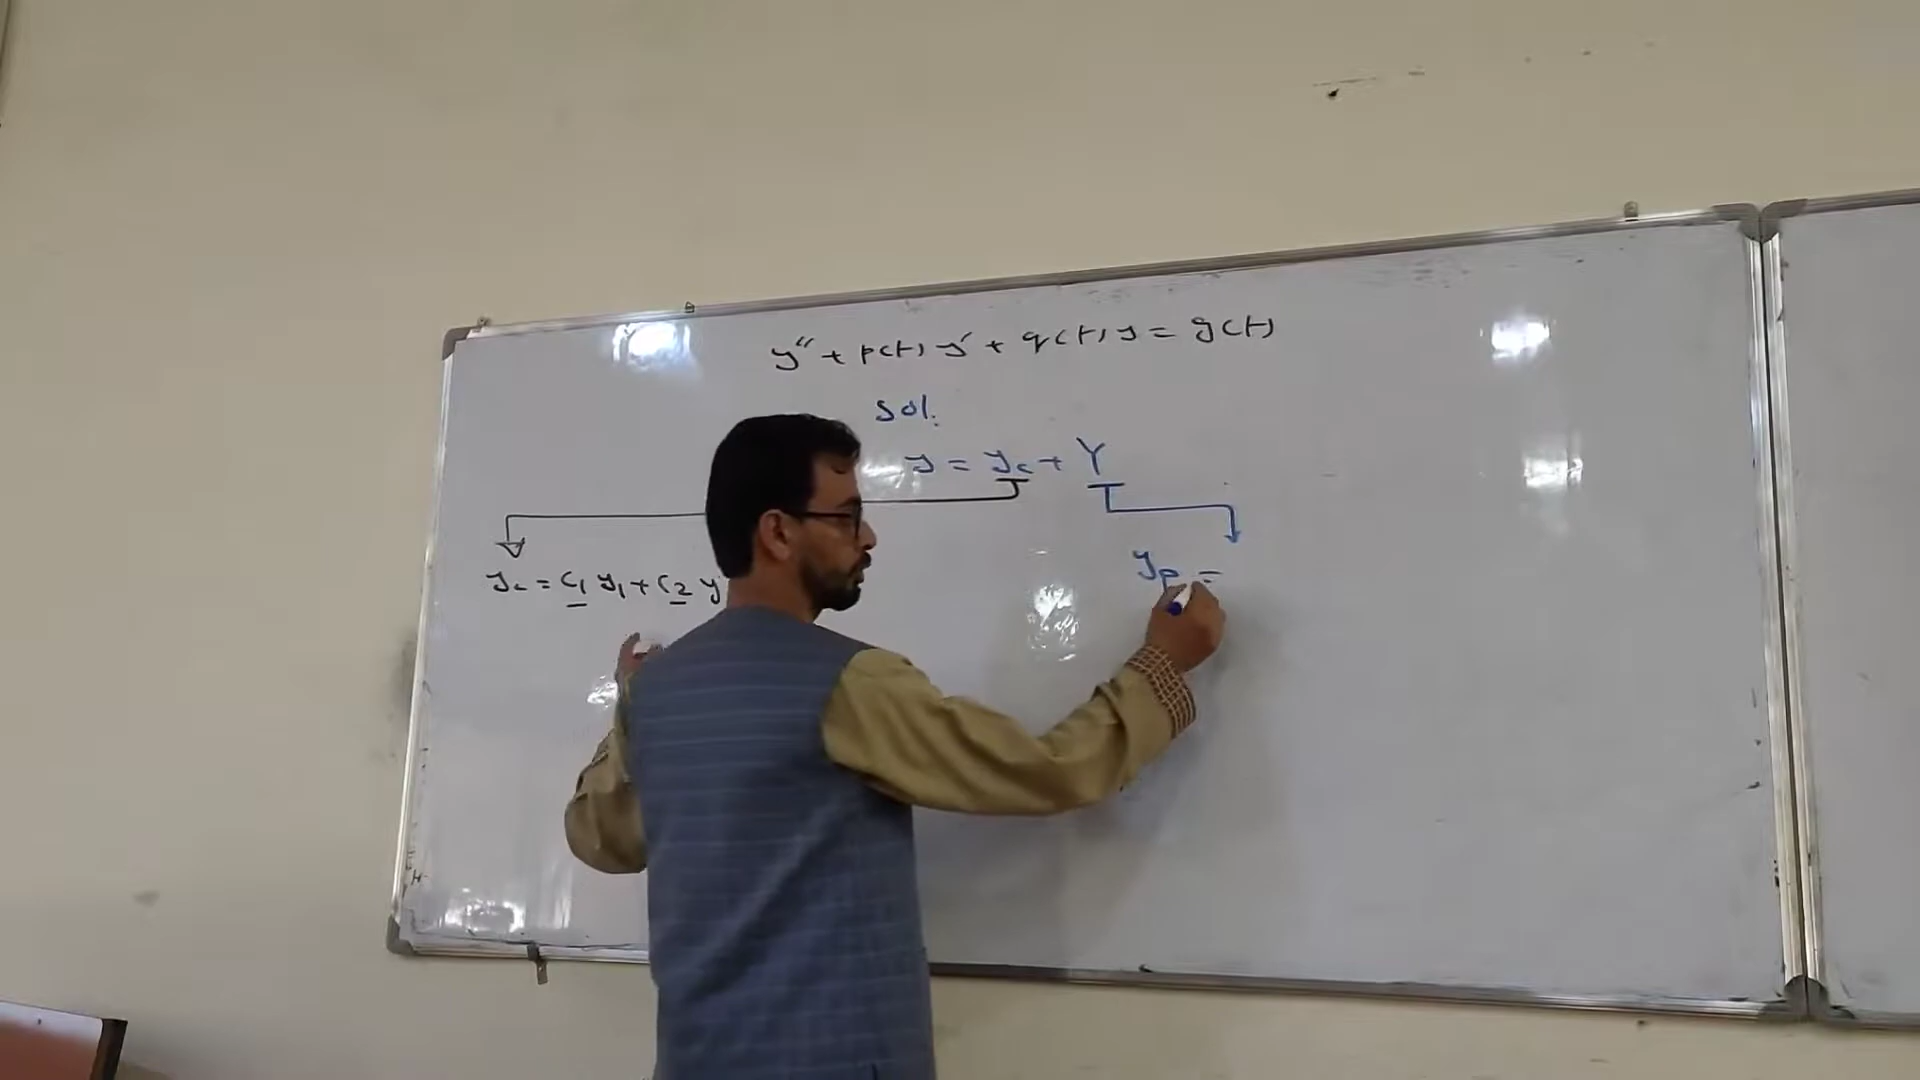 y'' + p(t) y' + q(t) y = g(t)
Sol:
y = yc + Y
yc = c1 y1 + c2 y
yp =